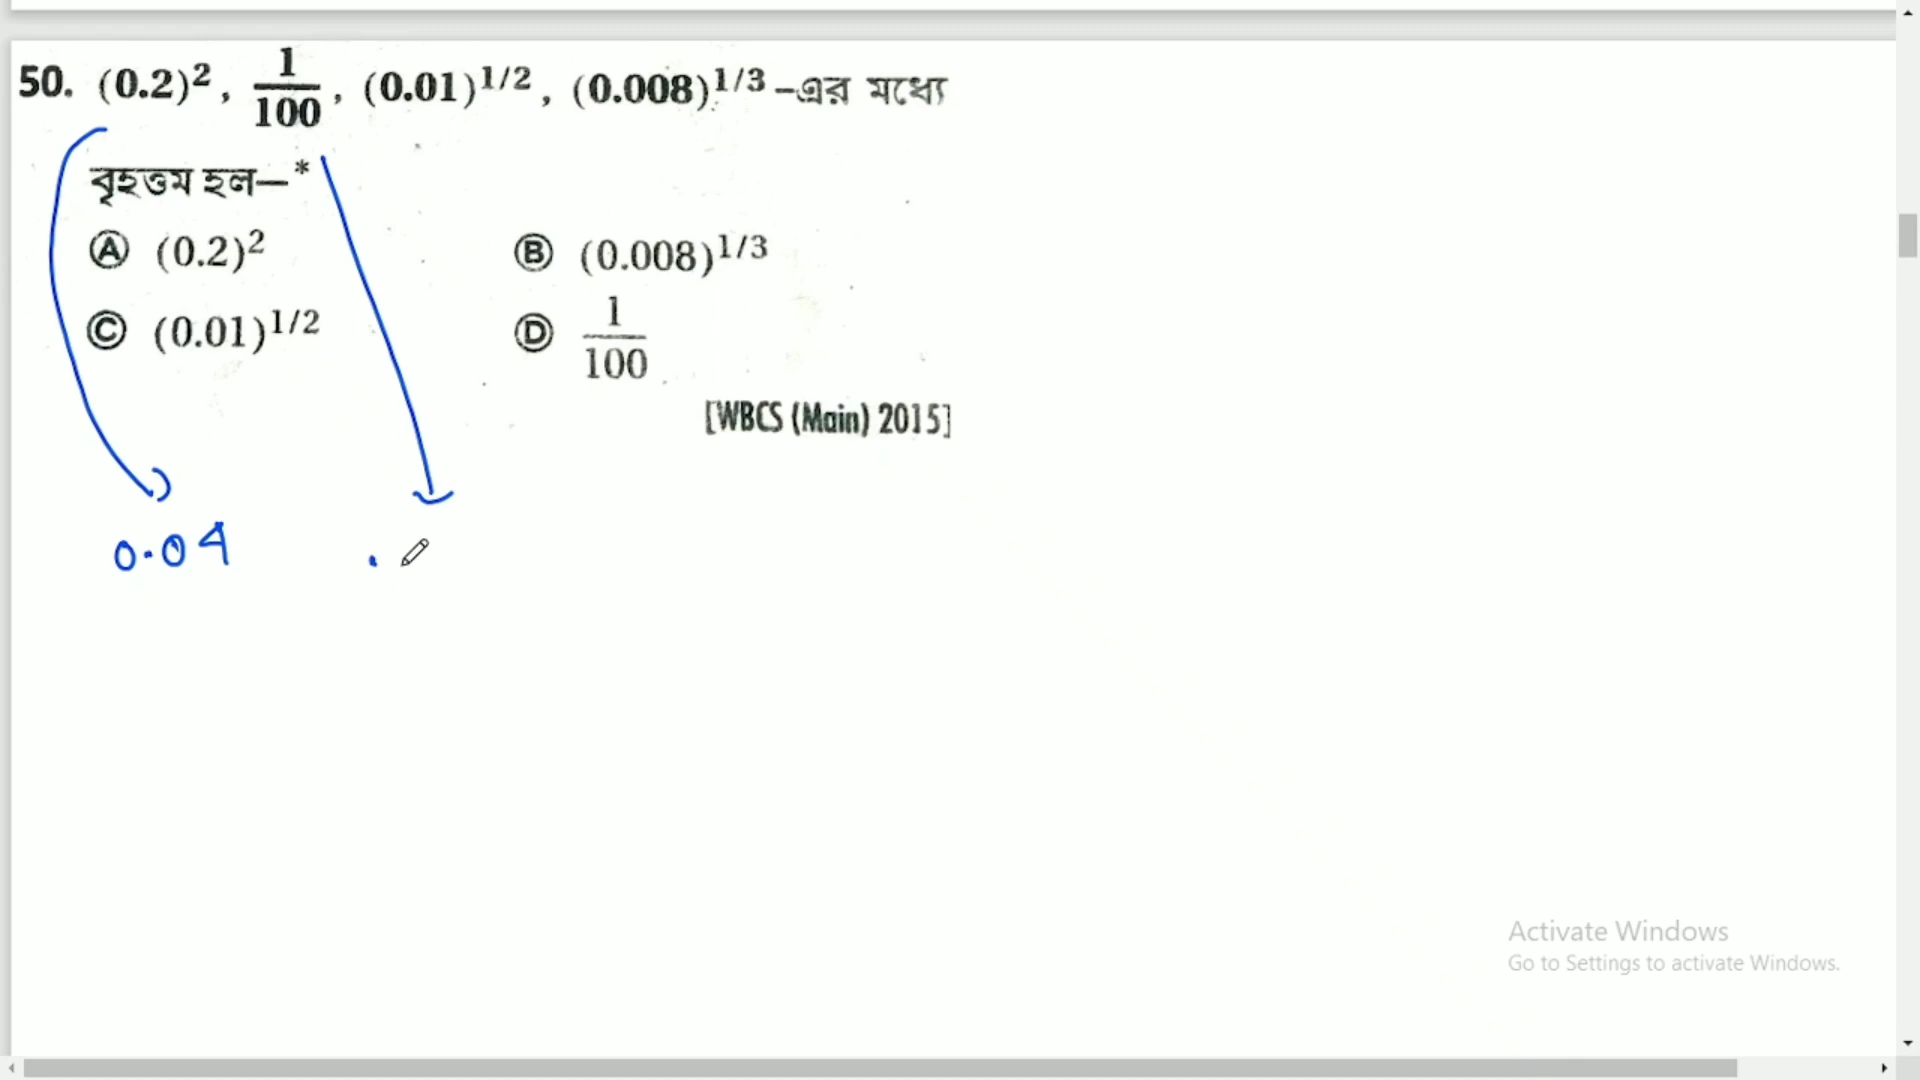 50. (0.2)², 1/100, (0.01)^1/2, (0.008)^1/3 -এর মধ্যে
বৃহত্তম হল—*
Ⓐ (0.2)² Ⓑ (0.008)^1/3
Ⓒ (0.01)^1/2 Ⓓ 1/100
[WBCS (Main) 2015]
0.04 .
Activate Windows
Go to Settings to activate Windows.